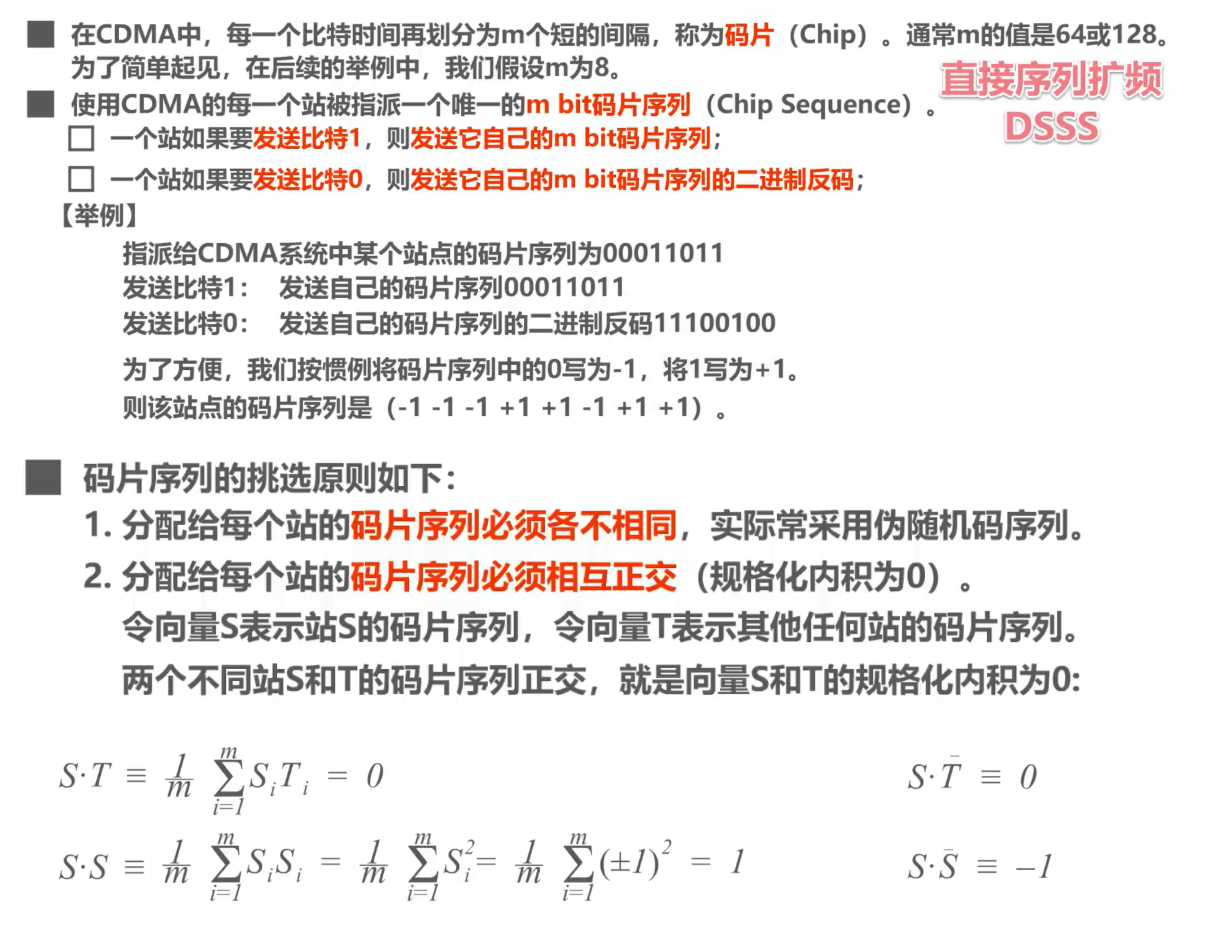 ■ 在CDMA中，每一个比特时间再划分为m个短的间隔，称为码片（Chip）。通常m的值是64或128。
为了简单起见，在后续的举例中，我们假设m为8。
直接序列扩频
DSSS
■ 使用CDMA的每一个站被指派一个唯一的m bit码片序列（Chip Sequence）。
□ 一个站如果要发送比特1，则发送它自己的m bit码片序列；
□ 一个站如果要发送比特0，则发送它自己的m bit码片序列的二进制反码；
【举例】
指派给CDMA系统中某个站点的码片序列为00011011
发送比特1： 发送自己的码片序列00011011
发送比特0： 发送自己的码片序列的二进制反码11100100
为了方便，我们按惯例将码片序列中的0写为-1，将1写为+1。
则该站点的码片序列是（-1 -1 -1 +1 +1 -1 +1 +1）。
■ 码片序列的挑选原则如下：
1. 分配给每个站的码片序列必须各不相同，实际常采用伪随机码序列。
2. 分配给每个站的码片序列必须相互正交（规格化内积为0）。
令向量S表示站S的码片序列，令向量T表示其他任何站的码片序列。
两个不同站S和T的码片序列正交，就是向量S和T的规格化内积为0:
S·T ≡ 1/m ∑_{i=1}^{m} S_i T_i = 0
S·T̄ ≡ 0
S·S ≡ 1/m ∑_{i=1}^{m} S_i S_i = 1/m ∑_{i=1}^{m} S_i^2 = 1/m ∑_{i=1}^{m} (±1)^2 = 1
S·S̄ ≡ −1